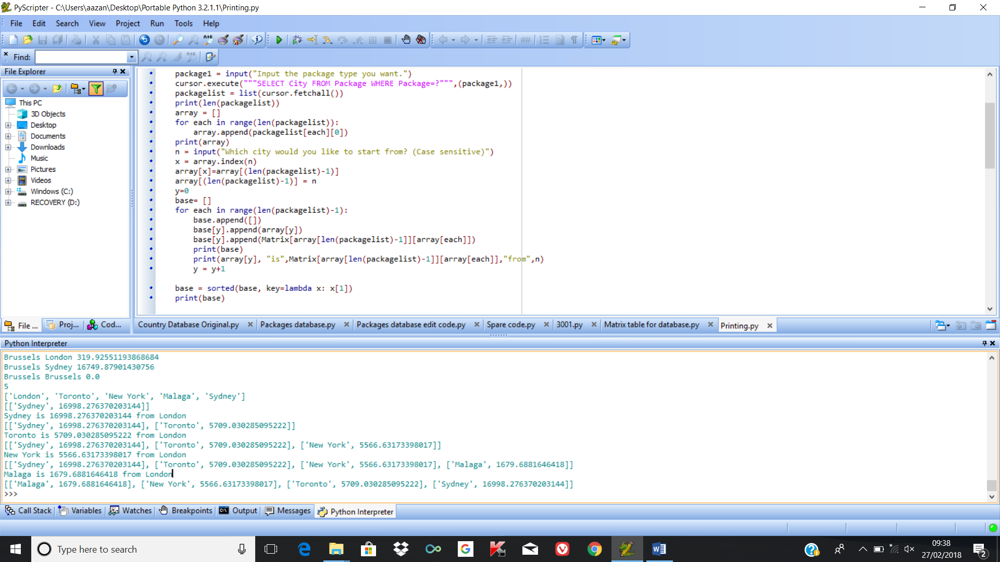 PyScripter - C:\Users\aazan\Desktop\Portable Python 3.2.1.1\Printing.py
File Edit Search View Project Run Tools Help
Find:
File Explorer
This PC
3D Objects
Desktop
Documents
Downloads
Music
Pictures
Videos
Windows (C:)
RECOVERY (D:)
File ... Proj... Cod...
package1 = input("Input the package type you want.")
cursor.execute("""SELECT City FROM Package WHERE Package=?""",(package1,))
packagelist = list(cursor.fetchall())
print(len(packagelist))
array = []
for each in range(len(packagelist)):
    array.append(packagelist[each][0])
print(array)
n = input("Which city would you like to start from? (Case sensitive)")
x = array.index(n)
array[x]=array[(len(packagelist)-1)]
array[(len(packagelist)-1)] = n
y=0
base= []
for each in range(len(packagelist)-1):
    base.append([])
    base[y].append(array[y])
    base[y].append(Matrix[array[len(packagelist)-1]][array[each]])
    print(base)
    print(array[y], "is",Matrix[array[len(packagelist)-1]][array[each]],"from",n)
    y = y+1
base = sorted(base, key=lambda x: x[1])
print(base)
Country Database Original.py Packages database.py Packages database edit code.py Spare code.py 3001.py Matrix table for database.py Printing.py
Python Interpreter
Brussels London 319.92551193868684
Brussels Sydney 16749.87901430756
Brussels Brussels 0.0
5
['London', 'Toronto', 'New York', 'Malaga', 'Sydney']
[['Sydney', 16998.276370203144]]
Sydney is 16998.276370203144 from London
[['Sydney', 16998.276370203144], ['Toronto', 5709.030285095222]]
Toronto is 5709.030285095222 from London
[['Sydney', 16998.276370203144], ['Toronto', 5709.030285095222], ['New York', 5566.63173398017]]
New York is 5566.63173398017 from London
[['Sydney', 16998.276370203144], ['Toronto', 5709.030285095222], ['New York', 5566.63173398017], ['Malaga', 1679.6881646418]]
Malaga is 1679.6881646418 from London
[['Malaga', 1679.6881646418], ['New York', 5566.63173398017], ['Toronto', 5709.030285095222], ['Sydney', 16998.276370203144]]
>>>
Call Stack Variables Watches Breakpoints Output Messages Python Interpreter
Type here to search
09:38
27/02/2018
2